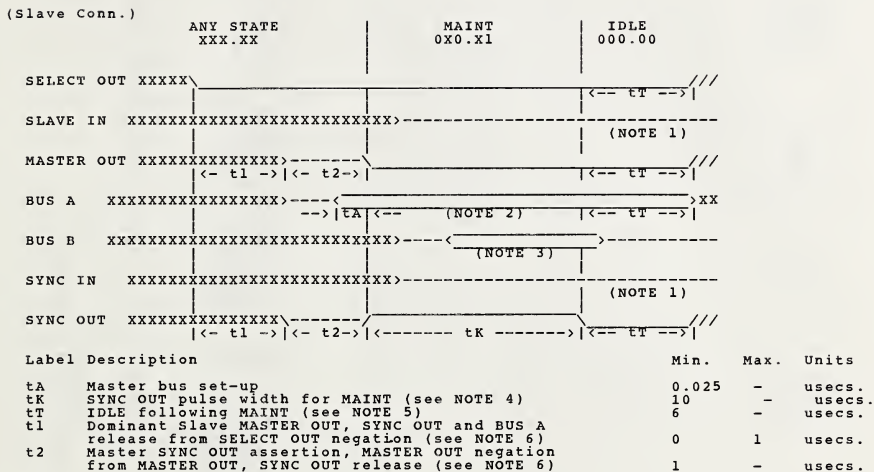 (Slave Conn.)
ANY STATE MAINT IDLE
XXX.XX 0X0.X1 000.00
SELECT OUT XXXXX\ ///
<-- tT -->|
SLAVE IN XXXXXXXXXXXXXXXXXXXXXXXXXX>-----------------------------
(NOTE 1)
MASTER OUT XXXXXXXXXXXXXX>-------\ ///
|<- t1 ->|<- t2->| |<-- tT -->|
BUS A XXXXXXXXXXXXXXXXX>----< >XX
-->|tA|<-- (NOTE 2) |<-- tT -->|
BUS B XXXXXXXXXXXXXXXXXXXXXXXXXXXX>----< >-----------
(NOTE 3)
SYNC IN XXXXXXXXXXXXXXXXXXXXXXXXXX>-----------------------------
(NOTE 1)
SYNC OUT XXXXXXXXXXXXXXX\-------/ \ ///
|<- t1 ->|<- t2->|<------- tK ------->|<-- tT -->|
Label Description Min. Max. Units
tA Master bus set-up 0.025 - usecs.
tK SYNC OUT pulse width for MAINT (see NOTE 4) 10 - usecs.
tT IDLE following MAINT (see NOTE 5) 6 - usecs.
t1 Dominant Slave MASTER OUT, SYNC OUT and BUS A
release from SELECT OUT negation (see NOTE 6) 0 1 usecs.
t2 Master SYNC OUT assertion, MASTER OUT negation
from MASTER OUT, SYNC OUT release (see NOTE 6) 1 - usecs.